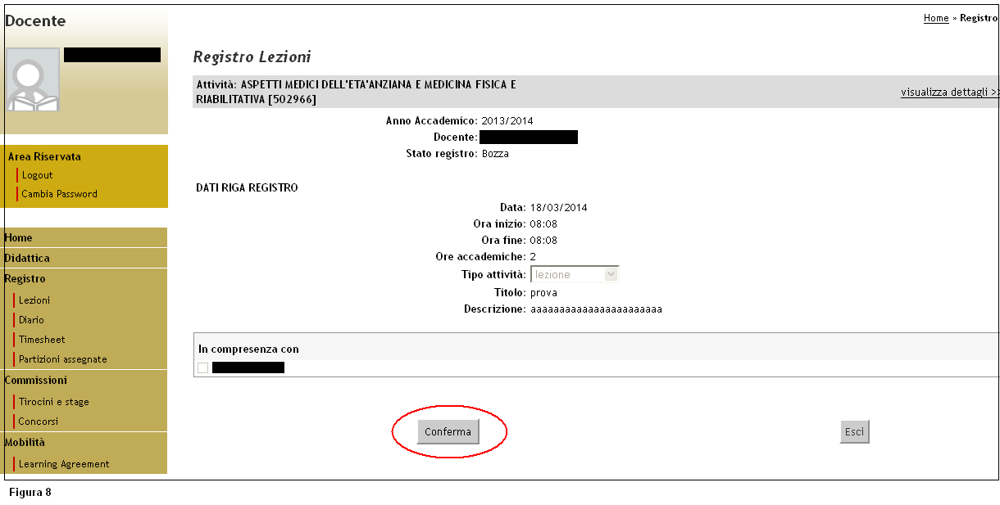 Docente
Home » Registro
Registro Lezioni
Attività: ASPETTI MEDICI DELL'ETA'ANZIANA E MEDICINA FISICA E
RIABILITATIVA [502966]
visualizza dettagli >>
Anno Accademico: 2013/2014
Docente:
Stato registro: Bozza
Area Riservata
Logout
Cambia Password
Home
Didattica
Registro
Lezioni
Diario
Timesheet
Partizioni assegnate
Commissioni
Tirocini e stage
Concorsi
Mobilità
Learning Agreement
DATI RIGA REGISTRO
Data: 18/03/2014
Ora inizio: 08:08
Ora fine: 08:08
Ore accademiche: 2
Tipo attività: lezione
Titolo: prova
Descrizione: aaaaaaaaaaaaaaaaaaaaaaa
In compresenza con
Conferma
Esci
Figura 8